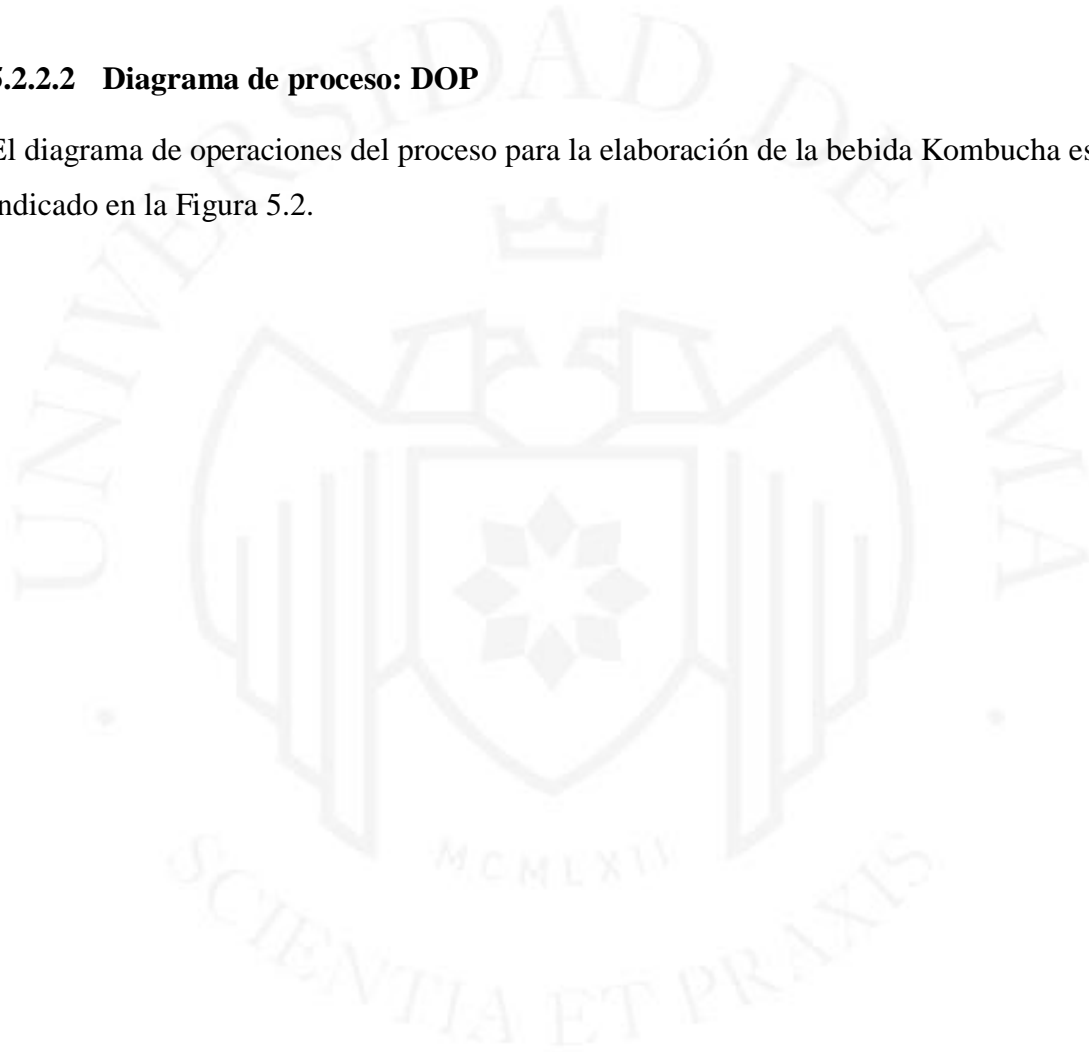 5.2.2.2 Diagrama de proceso: DOP
El diagrama de operaciones del proceso para la elaboración de la bebida Kombucha es
indicado en la Figura 5.2.
UNIVERSIDAD DE LIMA
MCMLXII
SCIENTIA ET PRAXIS